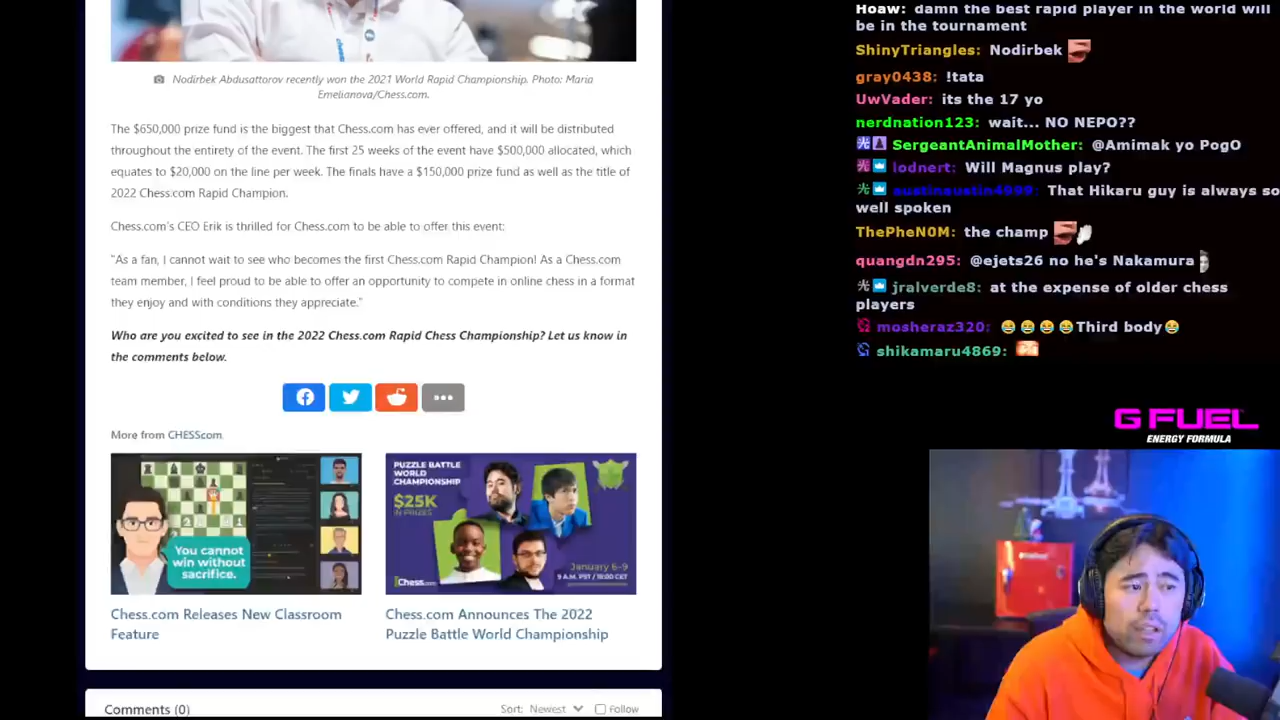 Nodirbek Abdusattorov recently won the 2021 World Rapid Championship. Photo: Maria
Emelianova/Chess.com.
The $650,000 prize fund is the biggest that Chess.com has ever offered, and it will be distributed
throughout the entirety of the event. The first 25 weeks of the event have $500,000 allocated, which
equates to $20,000 on the line per week. The finals have a $150,000 prize fund as well as the title of
2022 Chess.com Rapid Champion.
Chess.com's CEO Erik is thrilled for Chess.com to be able to offer this event:
"As a fan, I cannot wait to see who becomes the first Chess.com Rapid Champion! As a Chess.com
team member, I feel proud to be able to offer an opportunity to compete in online chess in a format
they enjoy and with conditions they appreciate."
Who are you excited to see in the 2022 Chess.com Rapid Chess Championship? Let us know in
the comments below.
More from CHESScom
You cannot
win without
sacrifice.
Chess.com Releases New Classroom
Feature
PUZZLE BATTLE
WORLD
CHAMPIONSHIP
$25K
IN PRIZES
January 6-9
9 A.M. PST / 18:00 CET
Chess.com
Chess.com Announces The 2022
Puzzle Battle World Championship
Comments (0)
Sort: Newest
Follow
Hoaw: damn the best rapid player in the world will
be in the tournament
ShinyTriangles: Nodirbek
gray0438: !tata
UwVader: its the 17 yo
nerdnation123: wait... NO NEPO??
SergeantAnimalMother: @Amimak yo PogO
lodnert: Will Magnus play?
austinaustin4999: That Hikaru guy is always so
well spoken
ThePheN0M: the champ
quangdn295: @ejets26 no he's Nakamura
jralverde8: at the expense of older chess
players
mosheraz320: 😂😂😂😂Third body😂
shikamaru4869:
G FUEL
ENERGY FORMULA